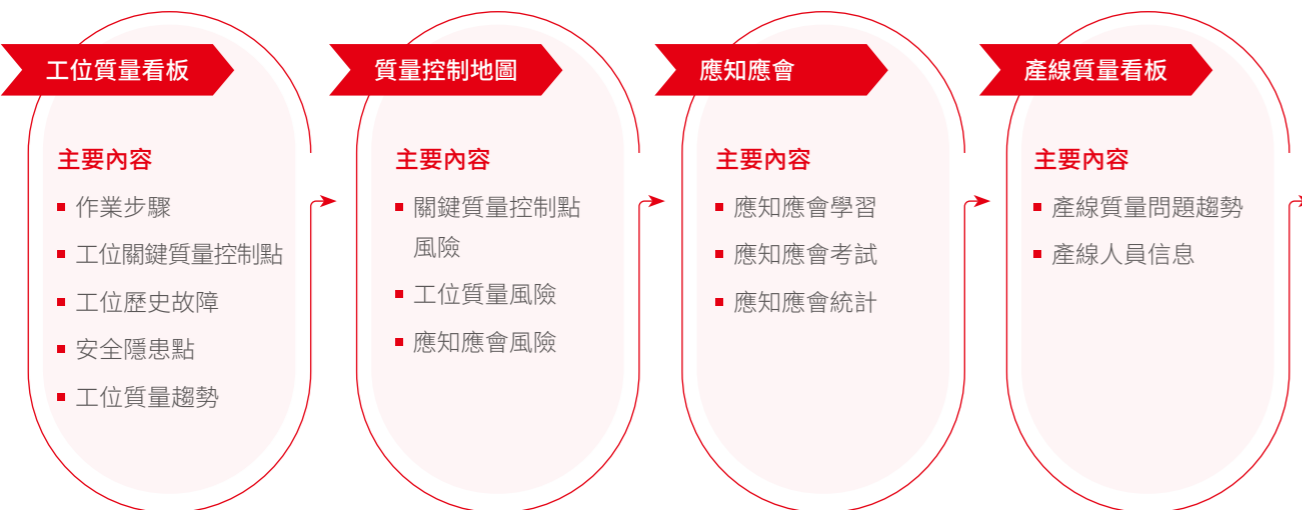 工位質量看板
主要內容
作業步驟
工位關鍵質量控制點
工位歷史故障
安全隱患點
工位質量趨勢
質量控制地圖
主要內容
關鍵質量控制點
風險
工位質量風險
應知應會風險
應知應會
主要內容
應知應會學習
應知應會考試
應知應會統計
產線質量看板
主要內容
產線質量問題趨勢
產線人員信息